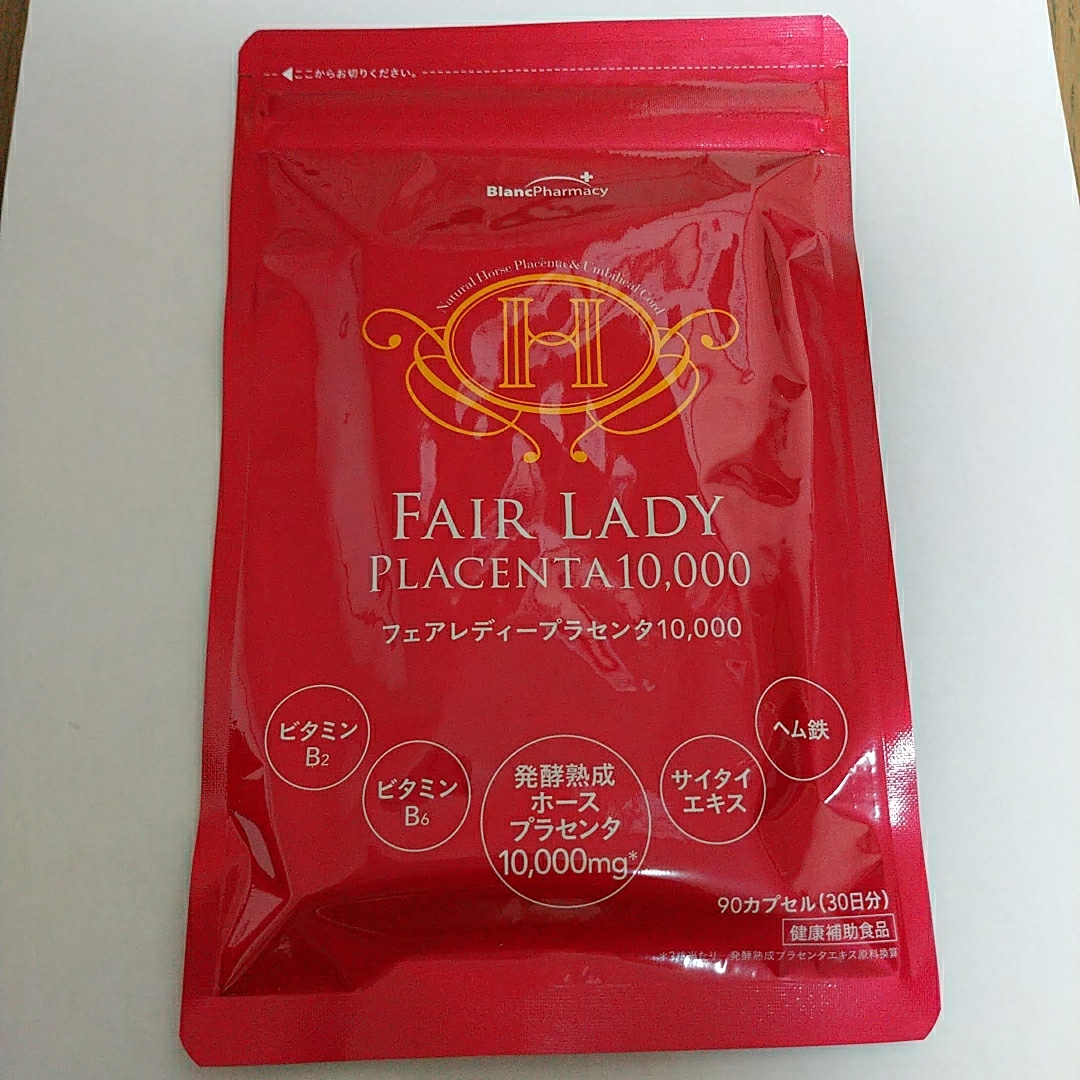 ここからお切りください。
BlancPharmacy
Natural Horse Placenta & Umbilical Cord
H
FAIR LADY
PLACENTA10,000
フェアレディープラセンタ10,000
ビタミン
B2
ビタミン
B6
発酵熟成
ホース
プラセンタ
10,000mg*
サイタイ
エキス
ヘム鉄
90カプセル(30日分)
健康補助食品
*3粒当たり 発酵熟成プラセンタエキス原料換算